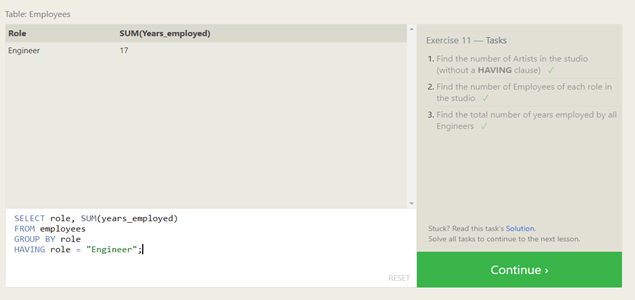 Table: Employees
Role SUM(Years_employed)
Engineer 17
SELECT role, SUM(years_employed)
FROM employees
GROUP BY role
HAVING role = "Engineer";
RESET
Exercise 11 — Tasks
1. Find the number of Artists in the studio
(without a HAVING clause) ✓
2. Find the number of Employees of each role in
the studio ✓
3. Find the total number of years employed by all
Engineers ✓
Stuck? Read this task's Solution.
Solve all tasks to continue to the next lesson.
Continue ›